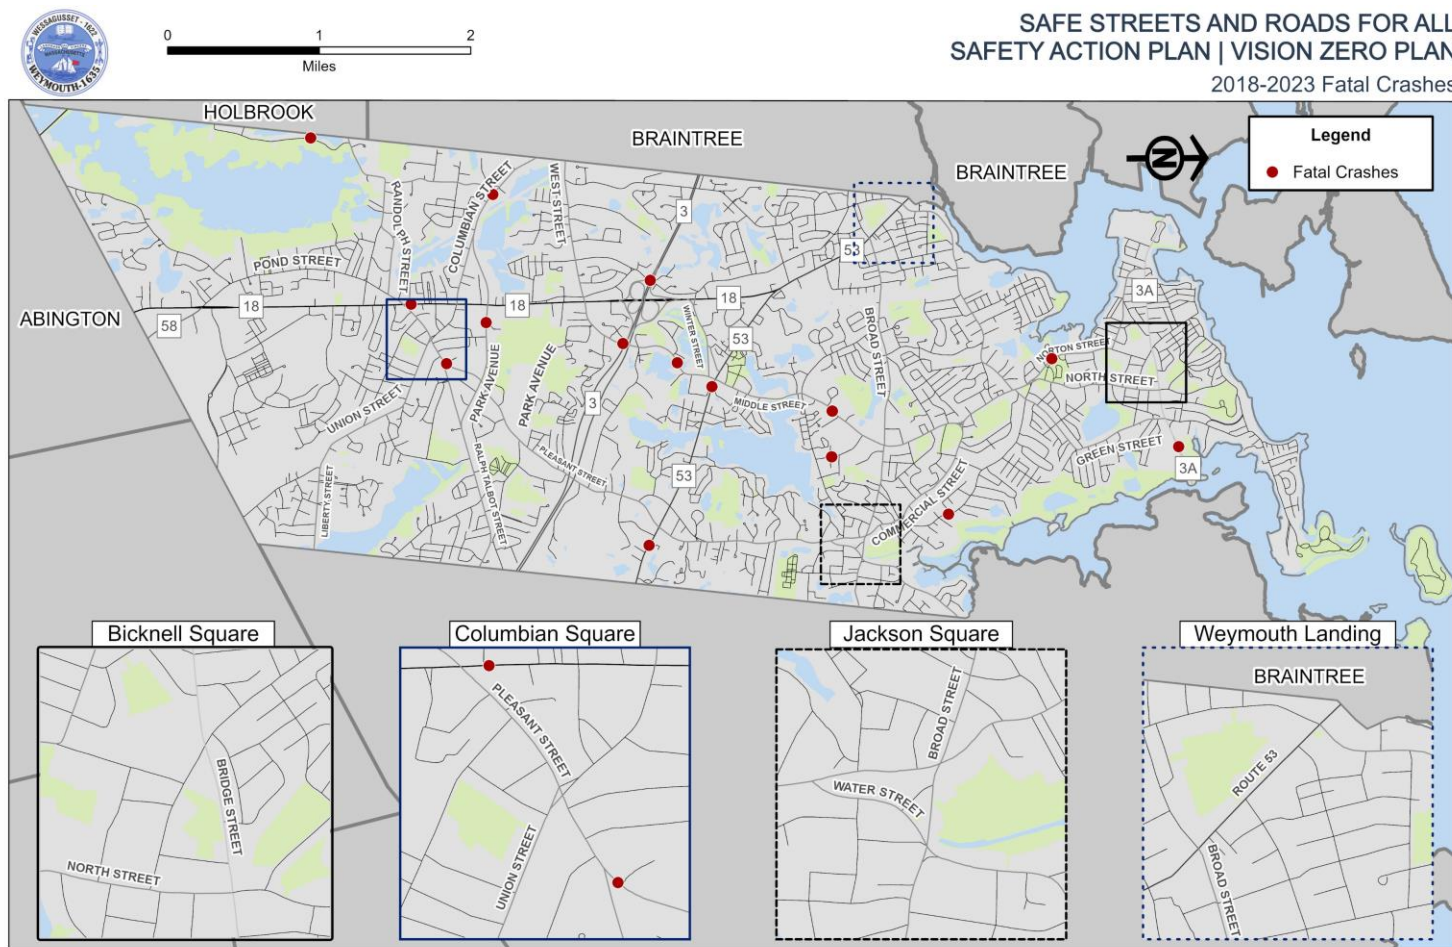 WESSAGUSSET - 1622
WEYMOUTH-1635
0 1 2
Miles
SAFE STREETS AND ROADS FOR ALL
SAFETY ACTION PLAN | VISION ZERO PLAN
2018-2023 Fatal Crashes
HOLBROOK
BRAINTREE
BRAINTREE
N
Legend
Fatal Crashes
RANDOLPH STREET
COLUMBIAN STREET
WEST STREET
3
53
3A
POND STREET
18
18
18
58
ABINGTON
WINTER STREET
53
BROAD STREET
NORTON STREET
NORTH STREET
PARK AVENUE
PARK AVENUE
3
MIDDLE STREET
UNION STREET
GREEN STREET
3A
RALPH TALBOT STREET
PLEASANT STREET
53
LIBERTY STREET
COMMERCIAL STREET
Bicknell Square
BRIDGE STREET
NORTH STREET
Columbian Square
PLEASANT STREET
UNION STREET
Jackson Square
BROAD STREET
WATER STREET
Weymouth Landing
BRAINTREE
ROUTE 53
BROAD STREET